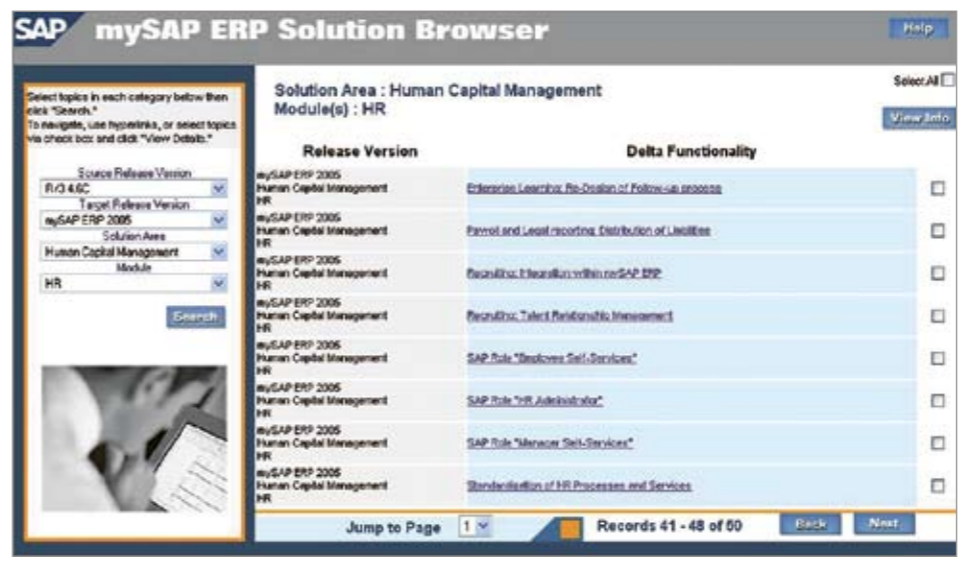 SAP mySAP ERP Solution Browser
Help
Select topics in each category below then
click "Search."
To navigate, use hyperlinks, or select topics
via check box and click "View Details."
Source Release Version
R/3 4.6C
Target Release Version
mySAP ERP 2005
Solution Area
Human Capital Management
Module
HR
Search
Solution Area : Human Capital Management
Module(s) : HR
Select All
View Info
Release Version
Delta Functionality
mySAP ERP 2005
Human Capital Management
HR
Enterprise Learning: Re-Design of Follow-up process
mySAP ERP 2005
Human Capital Management
HR
Payroll and Legal reporting: Distribution of Liabilities
mySAP ERP 2005
Human Capital Management
HR
Recruiting: Integration within mySAP ERP
mySAP ERP 2005
Human Capital Management
HR
Recruiting: Talent Relationship Management
mySAP ERP 2005
Human Capital Management
HR
SAP Role "Employee Self-Services"
mySAP ERP 2005
Human Capital Management
HR
SAP Role "HR Administrator"
mySAP ERP 2005
Human Capital Management
HR
SAP Role "Manager Self-Services"
mySAP ERP 2005
Human Capital Management
HR
Standardisation of HR Processes and Services
Jump to Page
1
Records 41 - 48 of 60
Back
Next